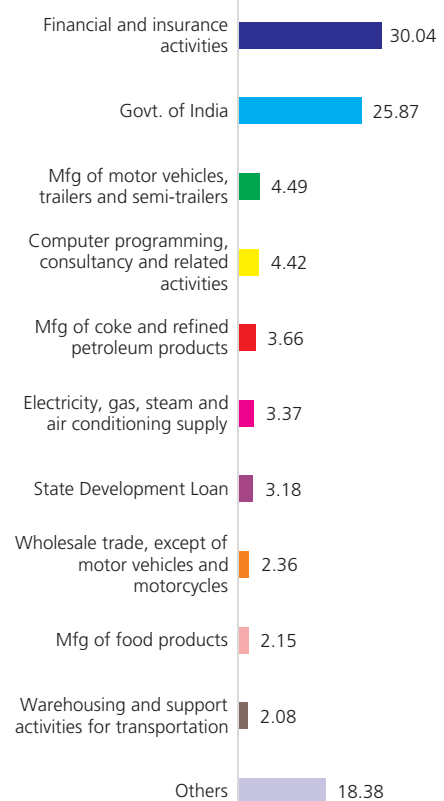 Financial and insurance
activities
30.04
Govt. of India
25.87
Mfg of motor vehicles,
trailers and semi-trailers
4.49
Computer programming,
consultancy and related
activities
4.42
Mfg of coke and refined
petroleum products
3.66
Electricity, gas, steam and
air conditioning supply
3.37
State Development Loan
3.18
Wholesale trade, except of
motor vehicles and
motorcycles
2.36
Mfg of food products
2.15
Warehousing and support
activities for transportation
2.08
Others
18.38